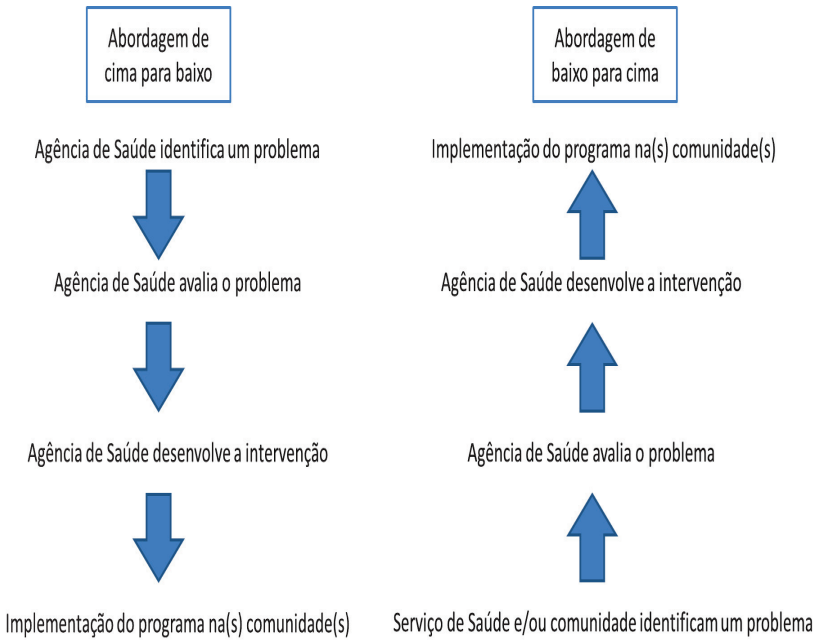 Abordagem de
cima para baixo
Agência de Saúde identifica um problema
Agência de Saúde avalia o problema
Agência de Saúde desenvolve a intervenção
Implementação do programa na(s) comunidade(s)
Abordagem de
baixo para cima
Implementação do programa na(s) comunidade(s)
Agência de Saúde desenvolve a intervenção
Agência de Saúde avalia o problema
Serviço de Saúde e/ou comunidade identificam um problema